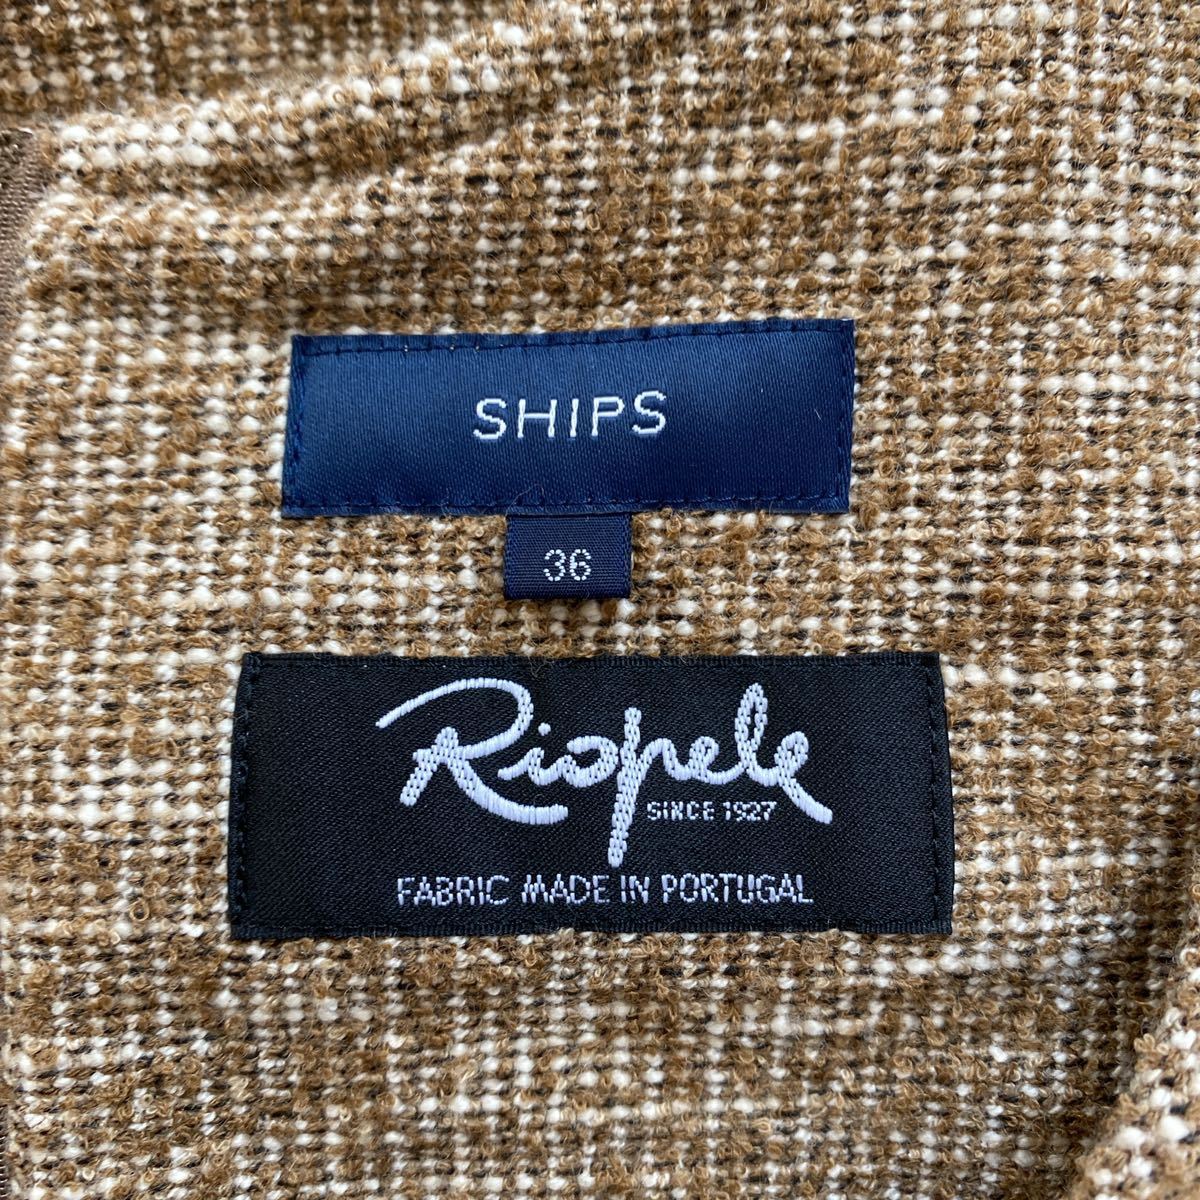 SHIPS
36
Riopele
SINCE 1927
FABRIC MADE IN PORTUGAL